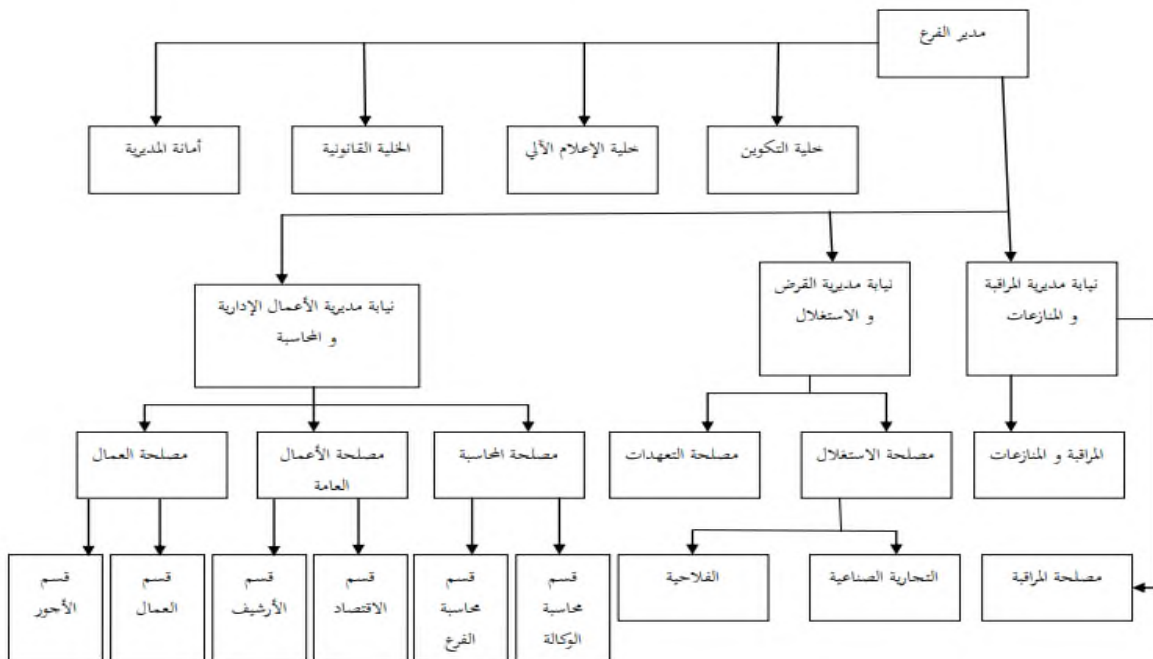 مدير الفرع
خلية التكوين
خلية الإعلام الآلي
الخلية القانونية
أمانة المديرية
نيابة مديرية المراقبة
و المنازعات
نيابة مديرية القرض
و الاستغلال
نيابة مديرية الأعمال الإدارية
و المحاسبة
المراقبة و المنازعات
مصلحة الاستغلال
مصلحة التعهدات
مصلحة المحاسبة
مصلحة الأعمال
العامة
مصلحة العمال
مصلحة المراقبة
التجارية الصناعية
الفلاحية
قسم
محاسبة
الوكالة
قسم
محاسبة
الفرع
قسم
الاقتصاد
قسم
الأرشيف
قسم
العمال
قسم
الأجور